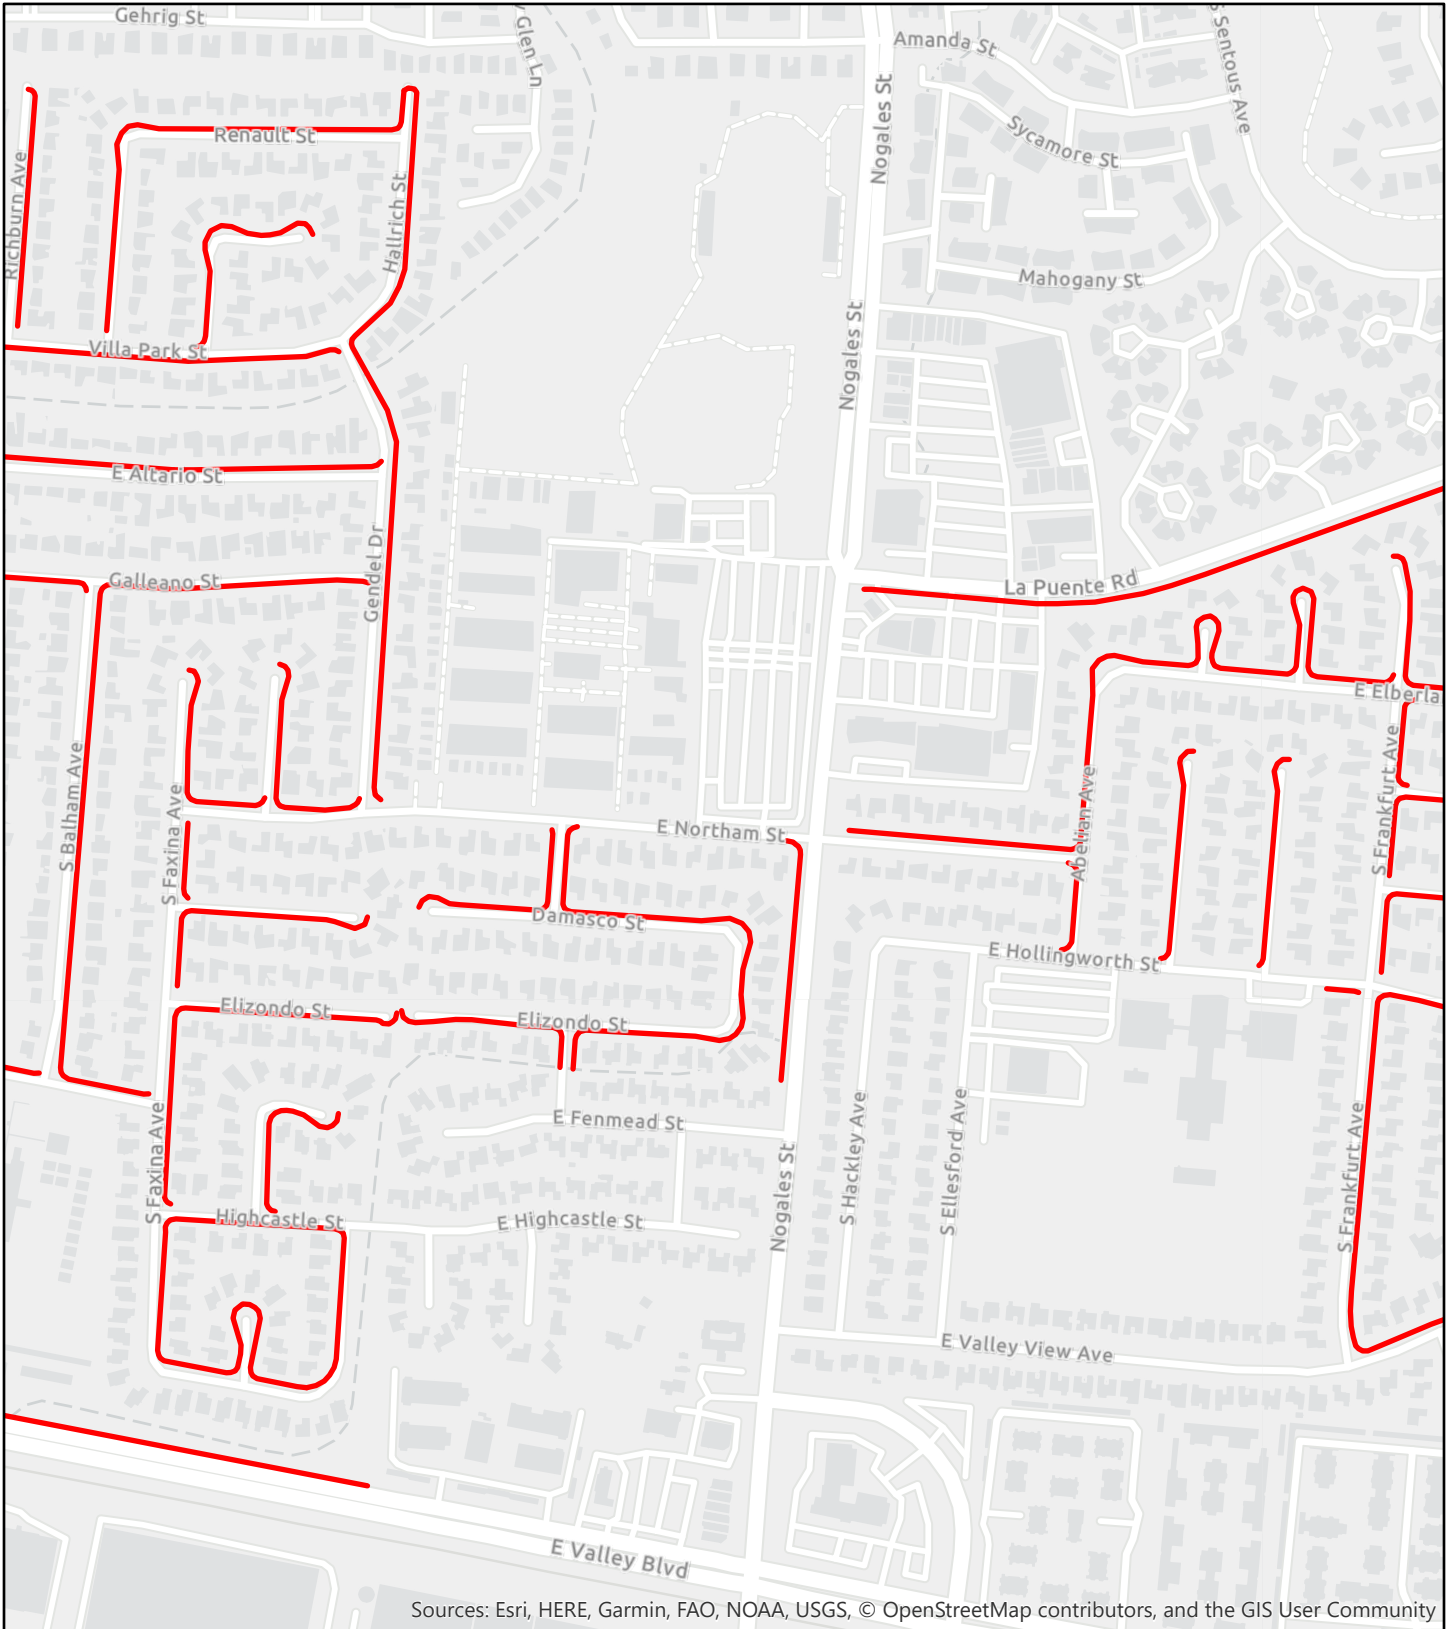 Gehrig St
Glen Ln
Amanda St
S Sentous Ave
Nogales St
Renault St
Sycamore St
Richburn Ave
Hallrich St
Mahogany St
Villa Park St
Nogales St
E Altario St
Galleano St
Gendel Dr
La Puente Rd
E Elberla
S Balham Ave
S Faxina Ave
E Northam St
Abelian Ave
S Frankfurt Ave
Damasco St
E Hollingworth St
Elizondo St
Elizondo St
S Faxina Ave
E Fenmead St
S Hackley Ave
S Ellesford Ave
S Frankfurt Ave
Highcastle St
E Highcastle St
Nogales St
E Valley View Ave
E Valley Blvd
Sources: Esri, HERE, Garmin, FAO, NOAA, USGS, © OpenStreetMap contributors, and the GIS User Community